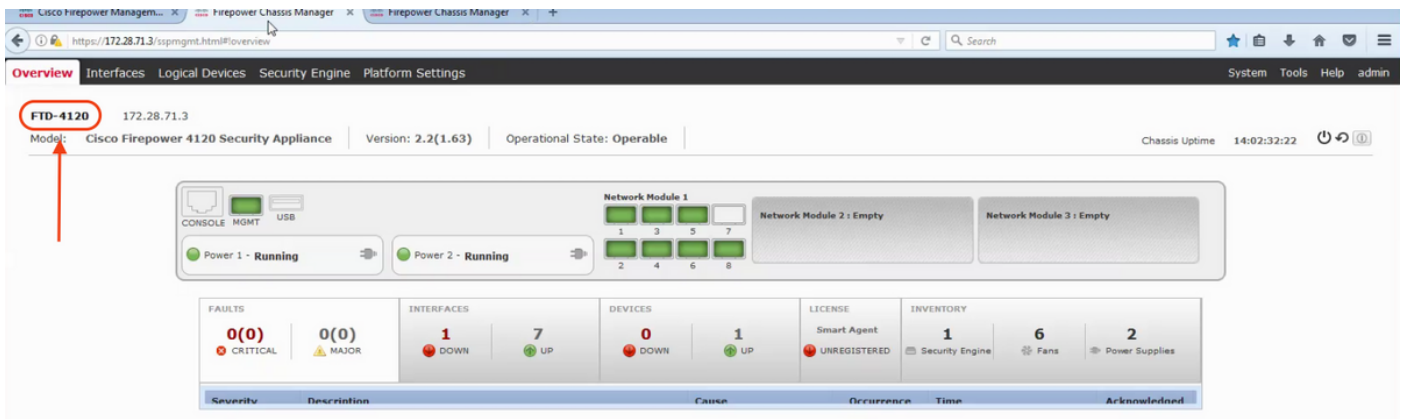 Cisco Firepower Managem... × Firepower Chassis Manager × Firepower Chassis Manager × +
https://172.28.71.3/sspmgmt.html#!overview Search
Overview Interfaces Logical Devices Security Engine Platform Settings System Tools Help admin
FTD-4120 172.28.71.3
Model: Cisco Firepower 4120 Security Appliance Version: 2.2(1.63) Operational State: Operable Chassis Uptime 14:02:32:22
Network Module 1
CONSOLE MGMT USB
Network Module 2 : Empty Network Module 3 : Empty
1 3 5 7
Power 1 - Running Power 2 - Running
2 4 6 8
FAULTS INTERFACES DEVICES LICENSE INVENTORY
0(0) 0(0) 1 7 0 1 Smart Agent 1 6 2
CRITICAL MAJOR DOWN UP DOWN UP UNREGISTERED Security Engine Fans Power Supplies
Severity Description Cause Occurrence Time Acknowledged